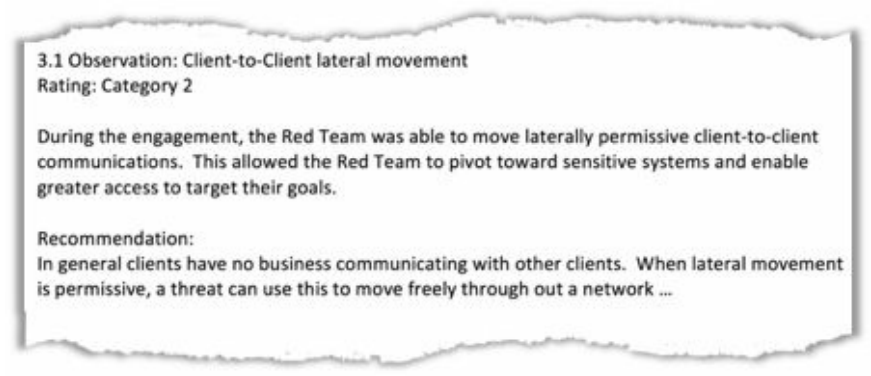 3.1 Observation: Client-to-Client lateral movement
Rating: Category 2
During the engagement, the Red Team was able to move laterally permissive client-to-client
communications.  This allowed the Red Team to pivot toward sensitive systems and enable
greater access to target their goals.
Recommendation:
In general clients have no business communicating with other clients.  When lateral movement
is permissive, a threat can use this to move freely through out a network ...